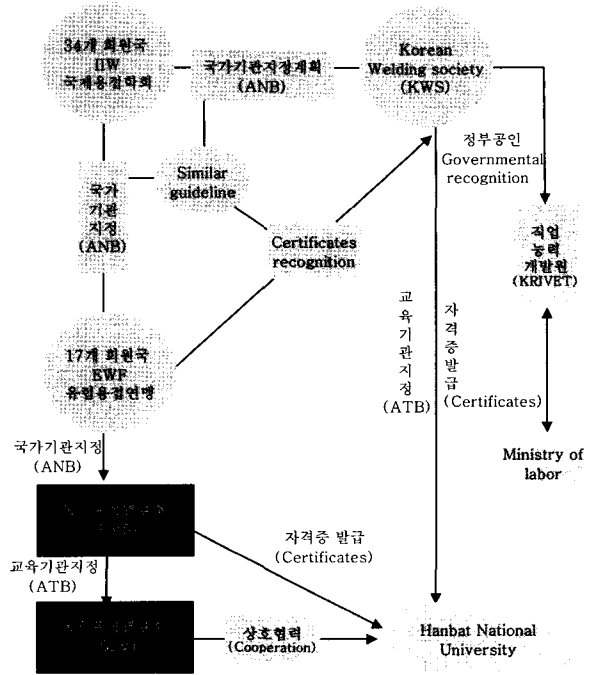 34개 회원국
IIW
국제용접학회
국가기관지정계획
(ANB)
Korean
Welding society
(KWS)
정부공인
Governmental
recognition
국가
기관
지정
(ANB)
Similar
guideline
Certificates
recognition
직업
능력
개발원
(KRIVET)
17개 회원국
EWF
유럽용접연맹
교육기관지정
(ATB)
자격증발급
(Certificates)
Ministry of
labor
국가기관지정
(ANB)
자격증 발급
(Certificates)
교육기관지정
(ATB)
상호협력
(Cooperation)
Hanbat National
University